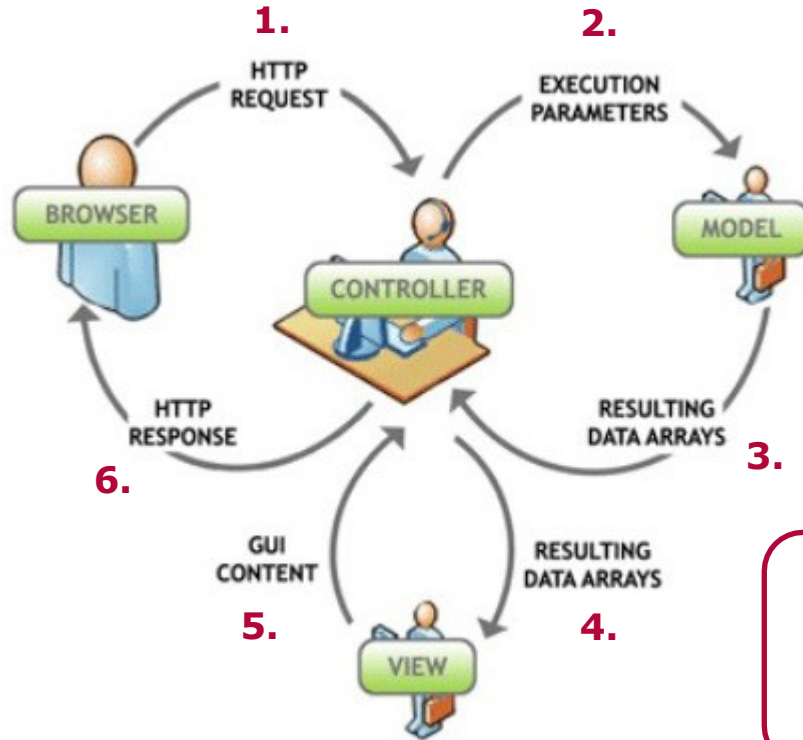 1.
HTTP
REQUEST
2.
EXECUTION
PARAMETERS
BROWSER
CONTROLLER
MODEL
HTTP
RESPONSE
6.
RESULTING
DATA ARRAYS
3.
GUI
CONTENT
5.
RESULTING
DATA ARRAYS
4.
VIEW